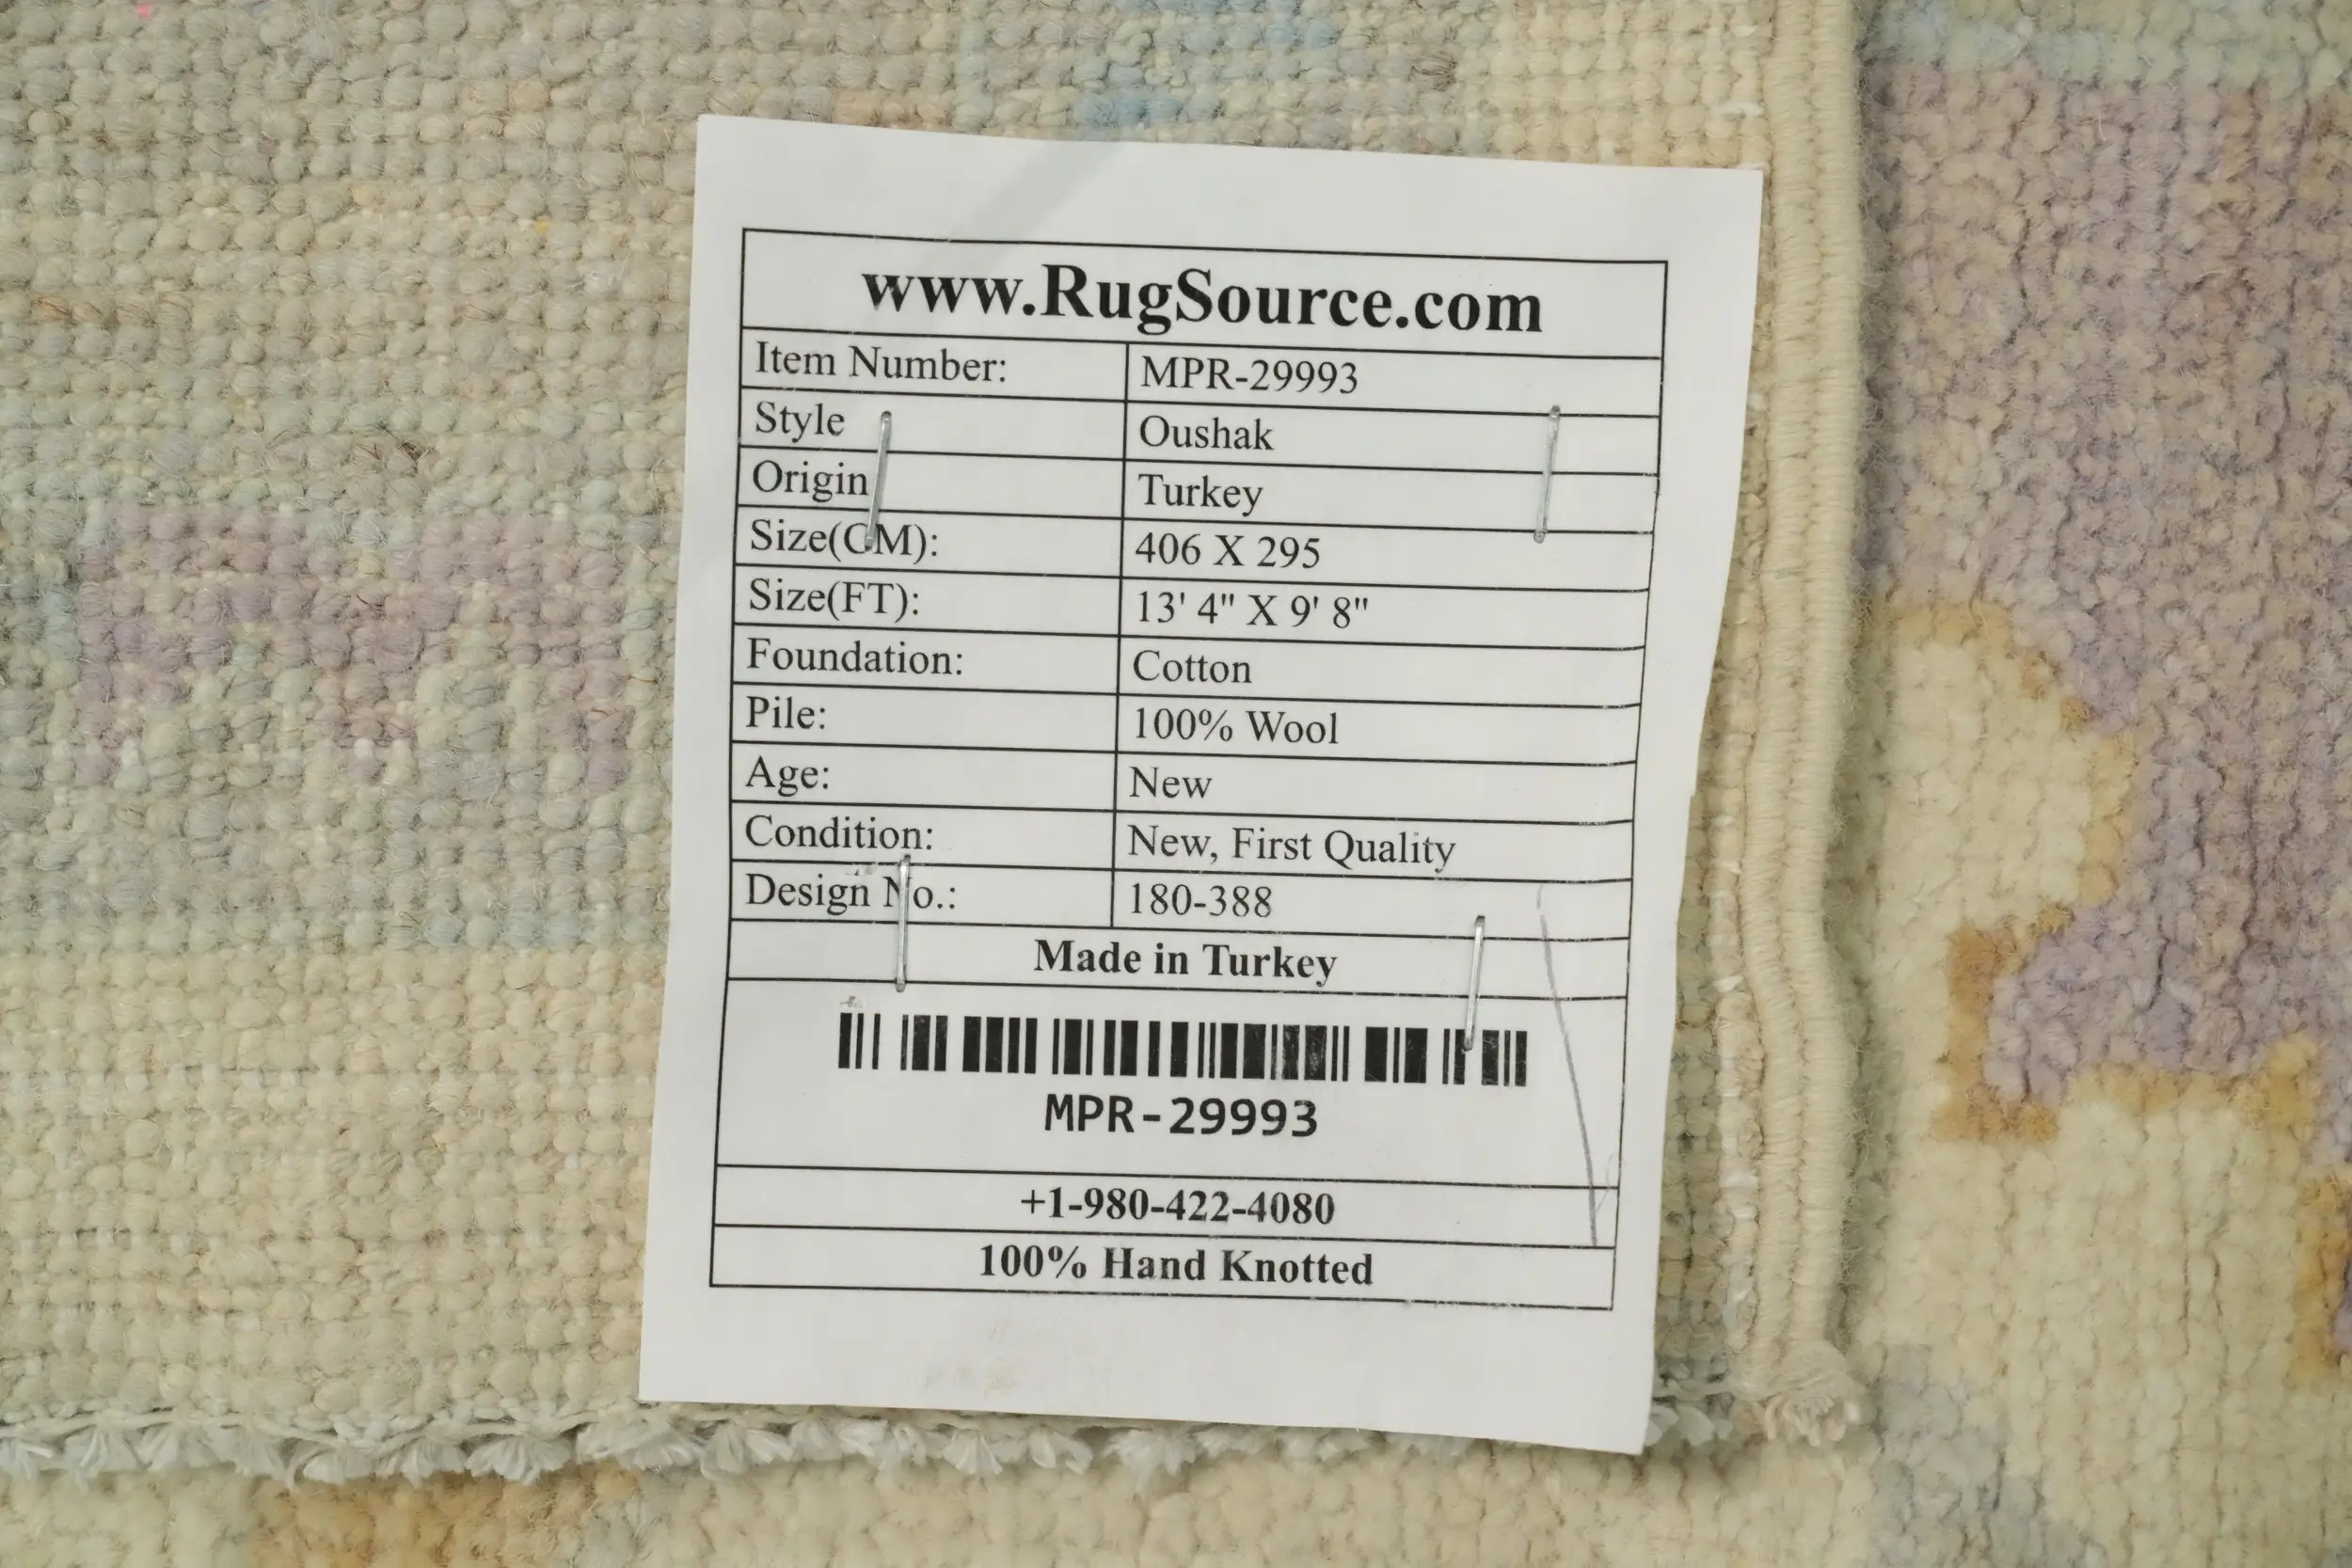 www.RugSource.com
Item Number: MPR-29993
Style Oushak
Origin Turkey
Size(CM): 406 X 295
Size(FT): 13' 4" X 9' 8"
Foundation: Cotton
Pile: 100% Wool
Age: New
Condition: New, First Quality
Design No.: 180-388
Made in Turkey
MPR-29993
+1-980-422-4080
100% Hand Knotted